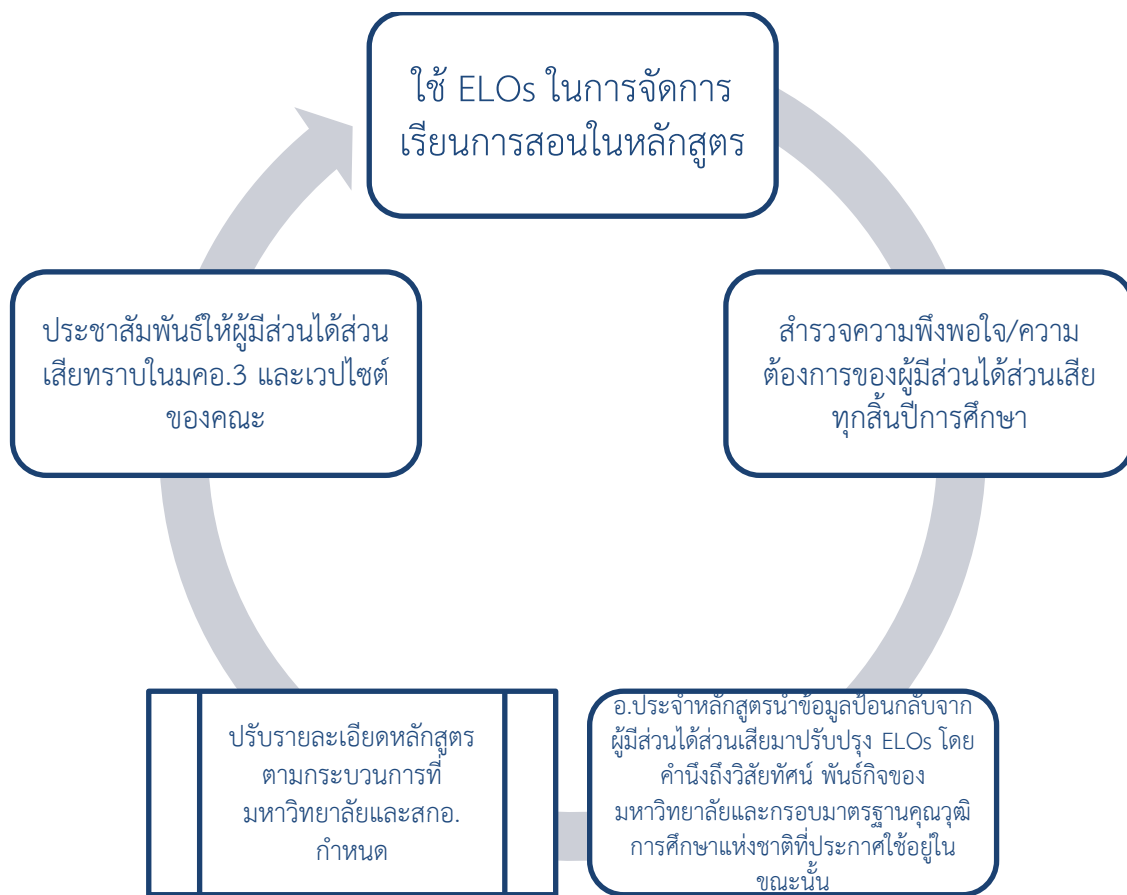 ใช้ ELOs ในการจัดการ
เรียนการสอนในหลักสูตร
สำรวจความพึงพอใจ/ความ
ต้องการของผู้มีส่วนได้ส่วนเสีย
ทุกสิ้นปีการศึกษา
อ.ประจำหลักสูตรนำข้อมูลป้อนกลับจาก
ผู้มีส่วนได้ส่วนเสียมาปรับปรุง ELOs โดย
คำนึงถึงวิสัยทัศน์ พันธ์กิจของ
มหาวิทยาลัยและกรอบมาตรฐานคุณวุฒิ
การศึกษาแห่งชาติที่ประกาศใช้อยู่ใน
ขณะนั้น
ปรับรายละเอียดหลักสูตร
ตามกระบวนการที่
มหาวิทยาลัยและสกอ.
กำหนด
ประชาสัมพันธ์ให้ผู้มีส่วนได้ส่วน
เสียทราบในมคอ.3 และเวปไซต์
ของคณะ